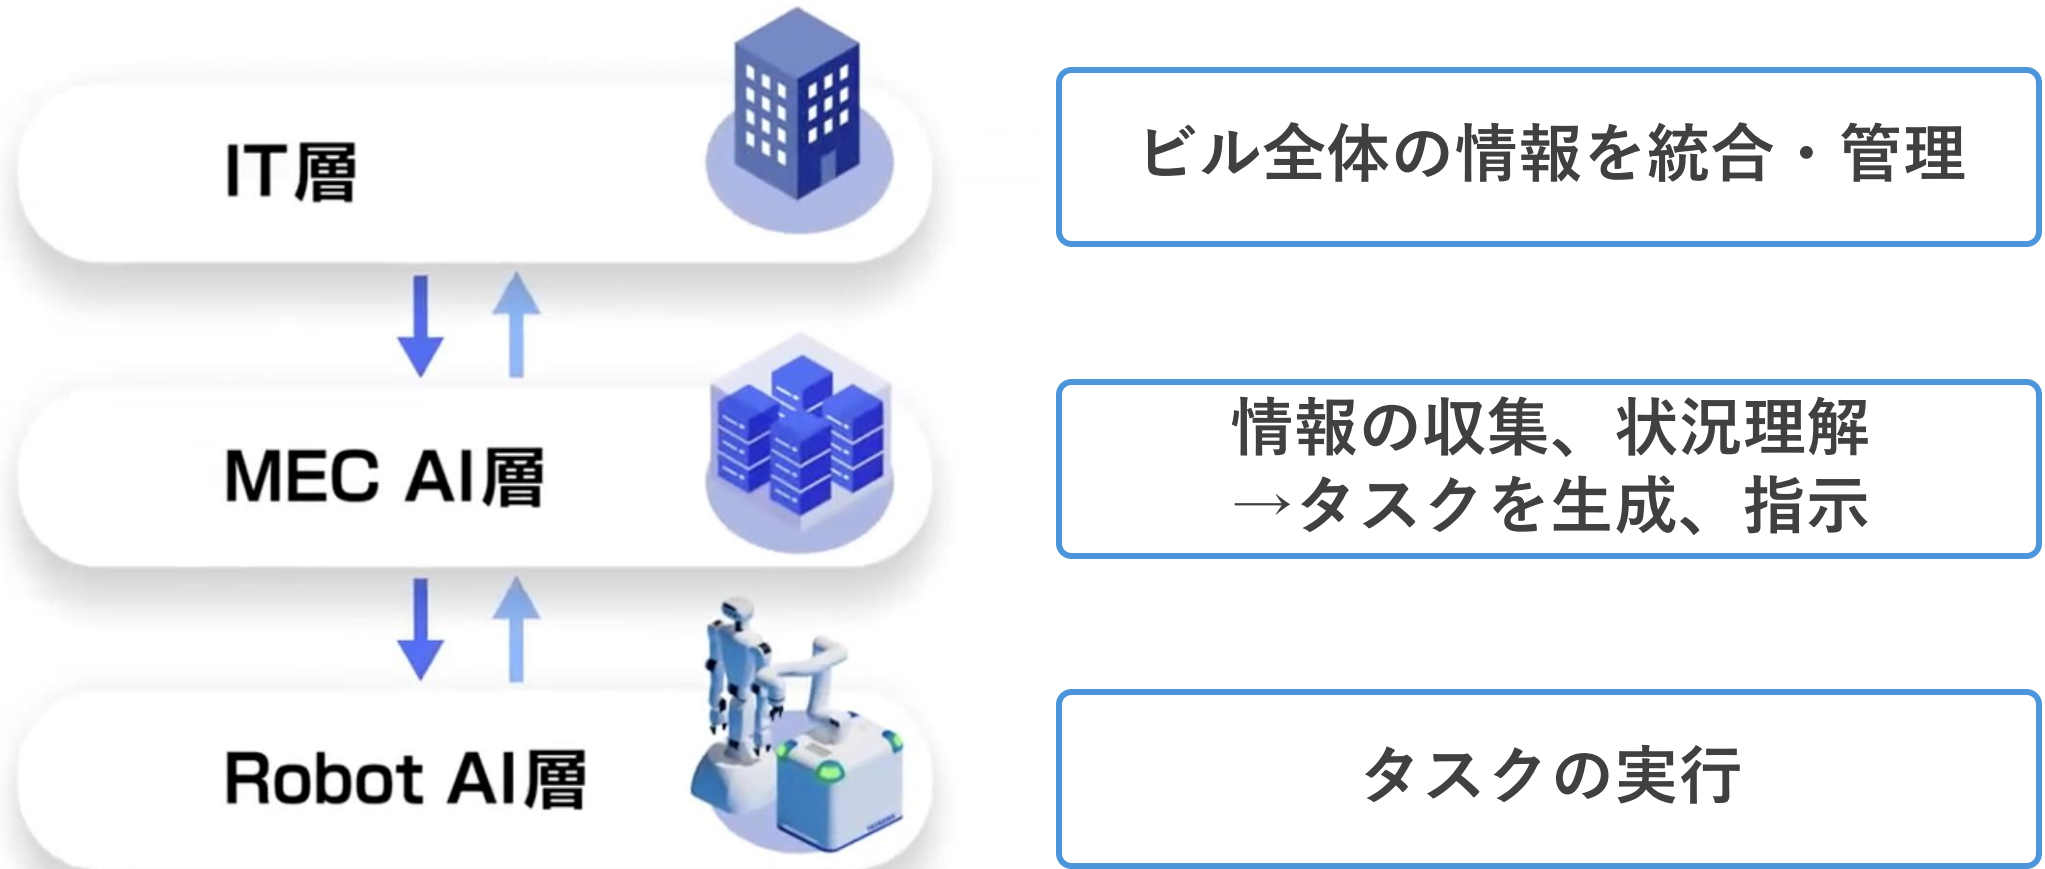 IT層
ビル全体の情報を統合・管理
MEC AI層
情報の収集、状況理解
→タスクを生成、指示
Robot AI層
タスクの実行